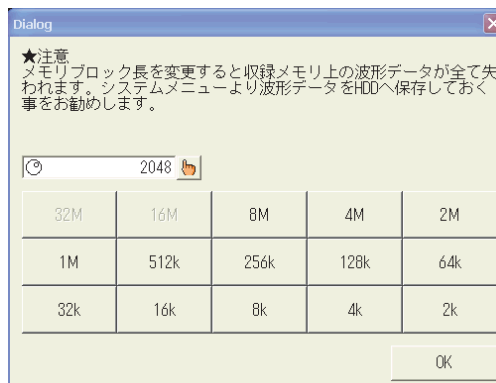 Dialog
★注意
メモリブロック長を変更すると収録メモリ上の波形データが全て失
われます。システムメニューより波形データをHDDへ保存しておく
事をお勧めします。
2048
32M 16M 8M 4M 2M
1M 512k 256k 128k 64k
32k 16k 8k 4k 2k
OK